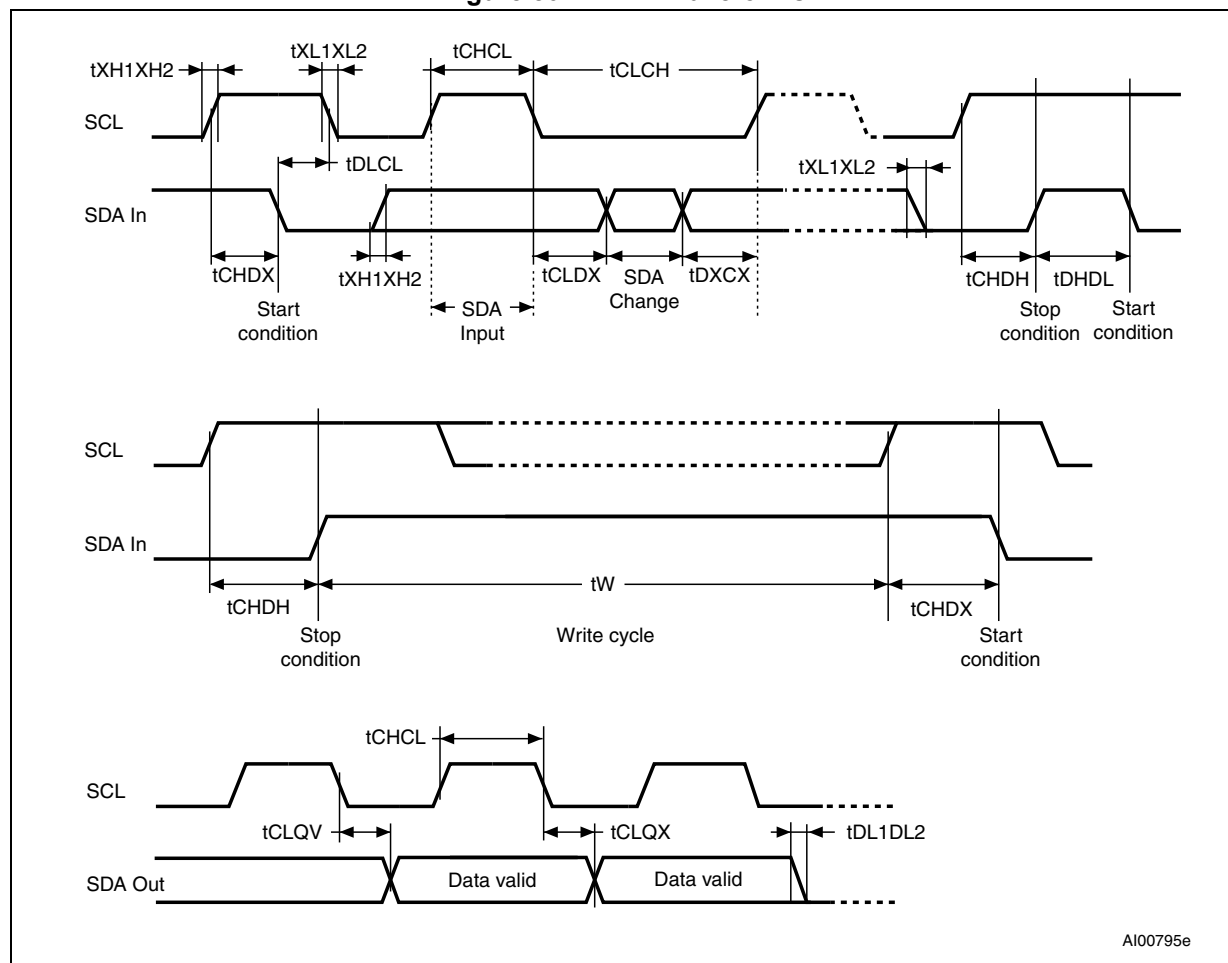 tXH1XH2
tXL1XL2
tCHCL
tCLCH
SCL
tDLCL
tXL1XL2
SDA In
tCHDX
tXH1XH2
tCLDX
SDA
Change
tDXCX
tCHDH
tDHDL
Start
condition
SDA
Input
Stop
condition
Start
condition
SCL
SDA In
tCHDH
tW
tCHDX
Stop
condition
Write cycle
Start
condition
tCHCL
SCL
tCLQV
tCLQX
tDL1DL2
SDA Out
Data valid
Data valid
AI00795e